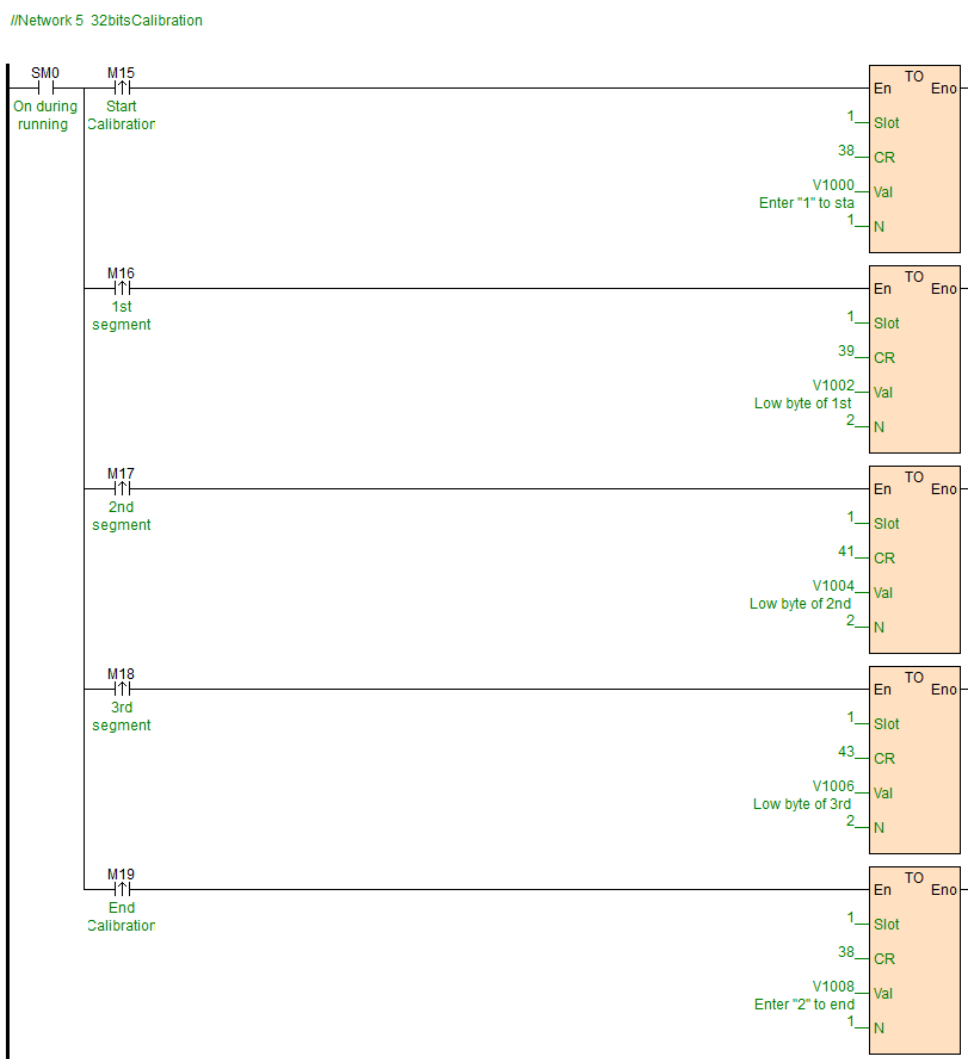 //Network 5 32bitsCalibration
SM0
On during
running
M15
Start
Calibration
TO
En
Eno
1
Slot
38
CR
V1000
Enter "1" to sta
Val
1
N
M16
1st
segment
TO
En
Eno
1
Slot
39
CR
V1002
Low byte of 1st
Val
2
N
M17
2nd
segment
TO
En
Eno
1
Slot
41
CR
V1004
Low byte of 2nd
Val
2
N
M18
3rd
segment
TO
En
Eno
1
Slot
43
CR
V1006
Low byte of 3rd
Val
2
N
M19
End
Calibration
TO
En
Eno
1
Slot
38
CR
V1008
Enter "2" to end
Val
1
N